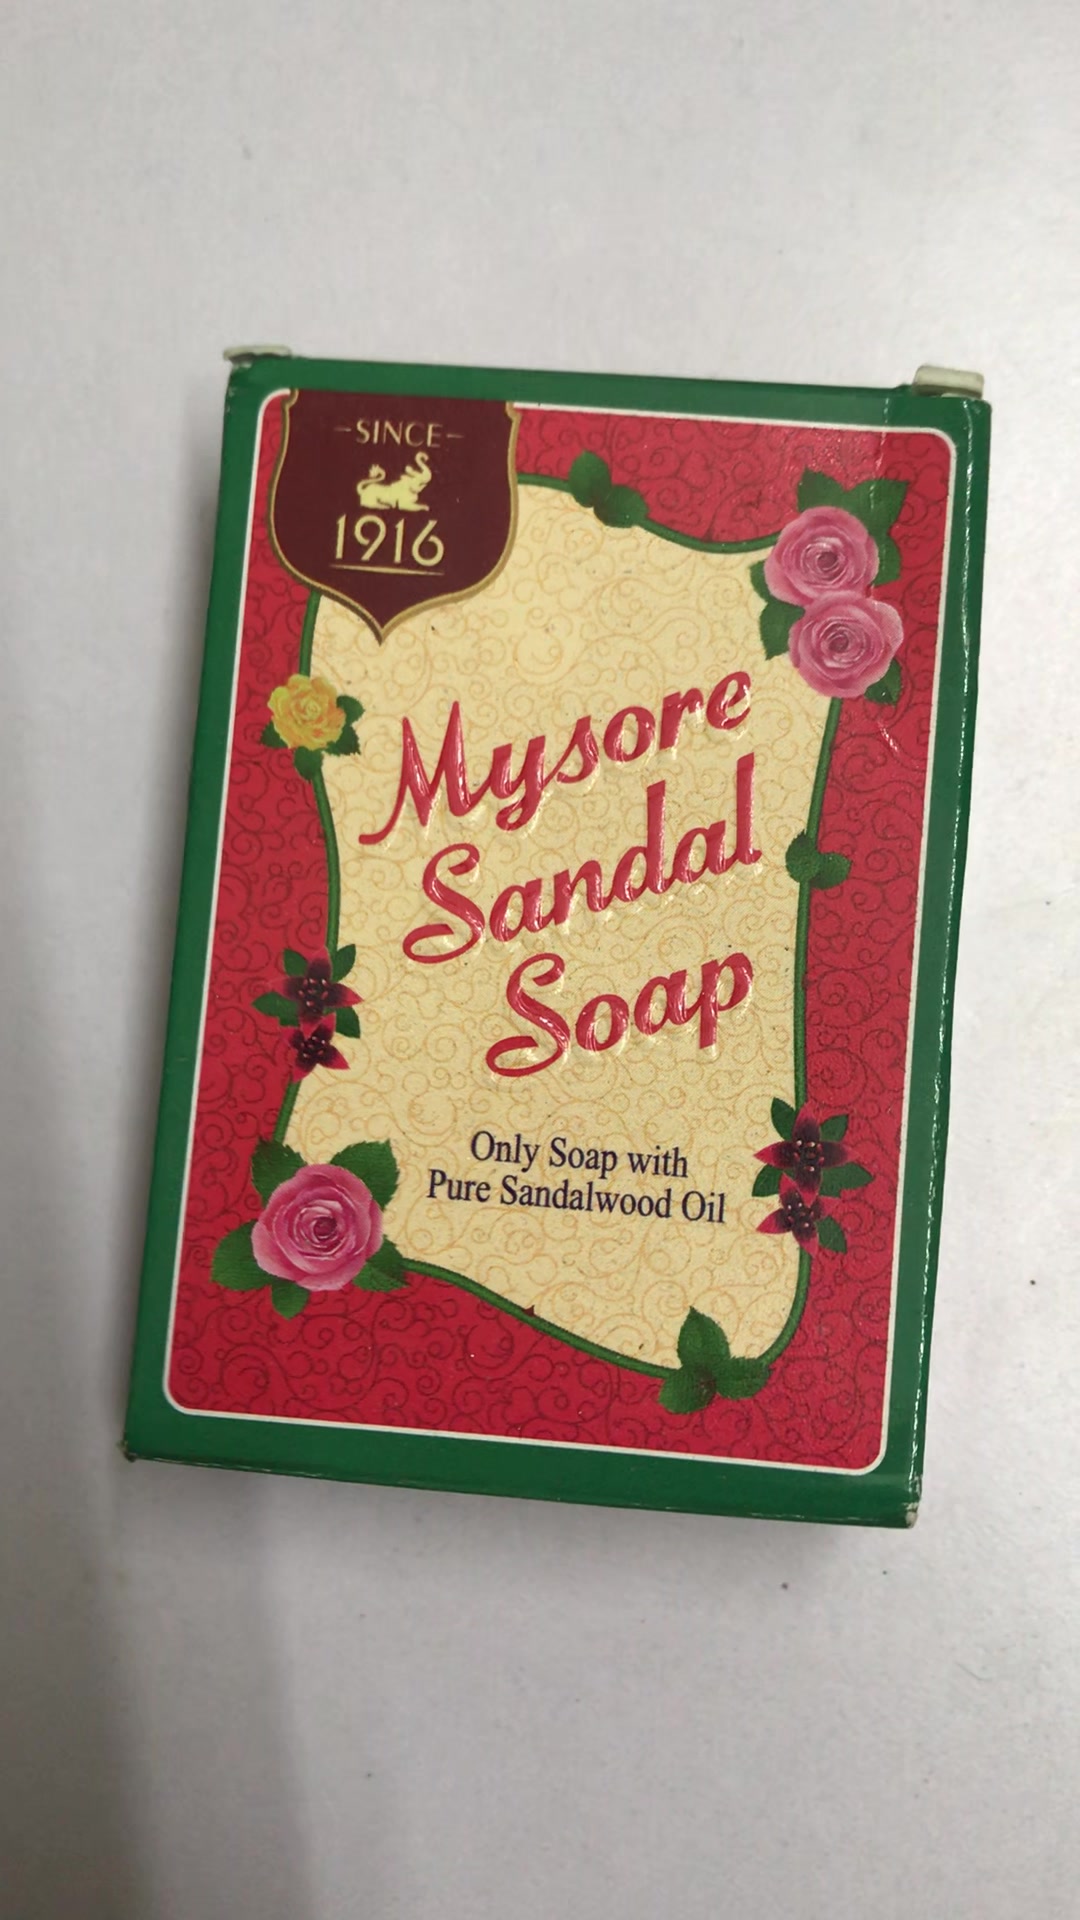 -SINCE-
1916
Mysore
Sandal
Soap
Only Soap with
Pure Sandalwood Oil